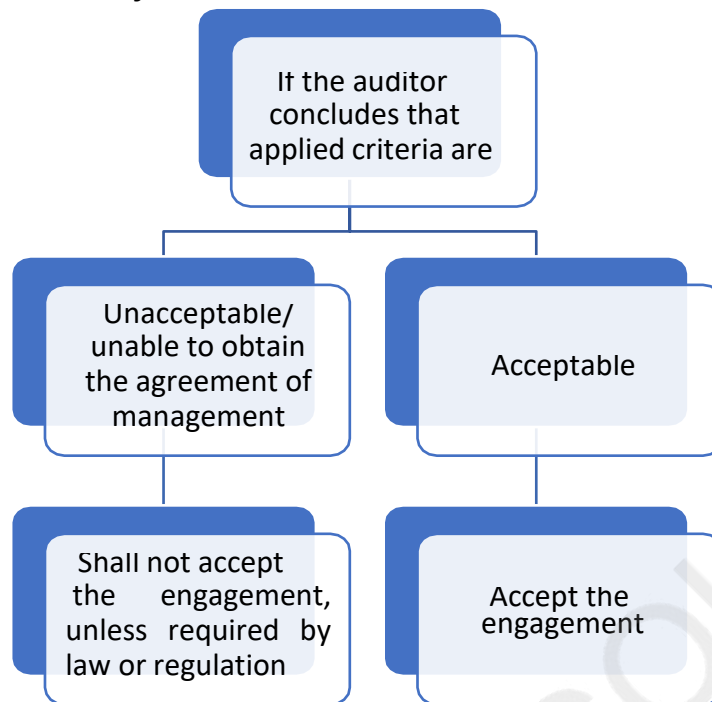 If the auditor
concludes that
applied criteria are
Unacceptable/
unable to obtain
the agreement of
management
Acceptable
Shall not accept
the engagement,
unless required by
law or regulation
Accept the
engagement